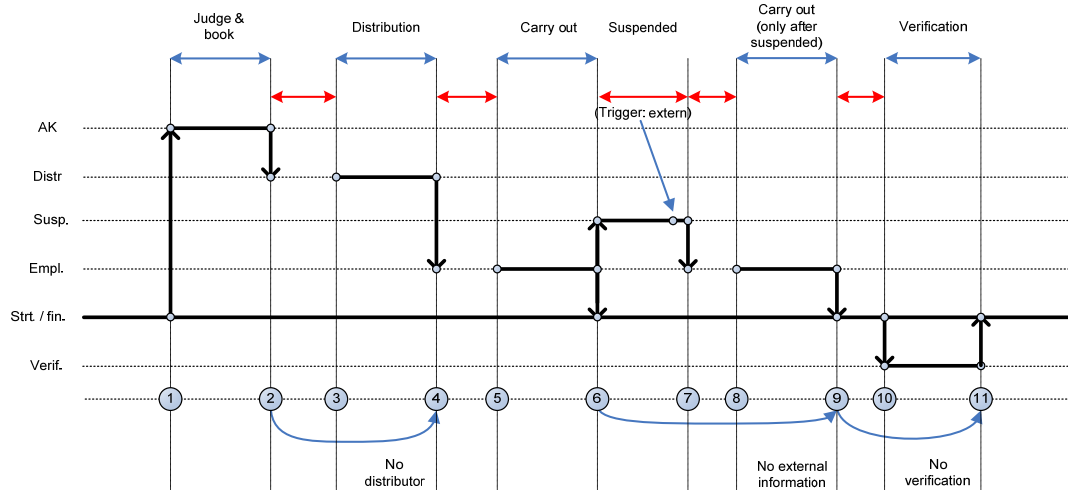 Judge &
book
Distribution
Carry out
Suspended
Carry out
(only after
suspended)
Verification
(Trigger: extern)
AK
Distr
Susp.
Empl.
Strt. / fin.
Verif.
1 2 3 4 5 6 7 8 9 10 11
No
distributor
No external
information
No
verification